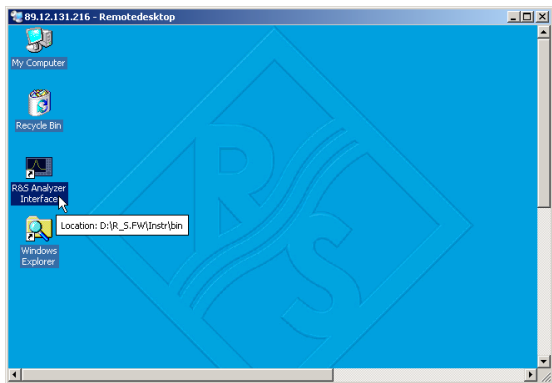 89.12.131.216 - Remotedesktop
My Computer
Recycle Bin
R&S Analyzer
Interface
Location: D:\R_S.FW\Instr\bin
Windows
Explorer
R
S